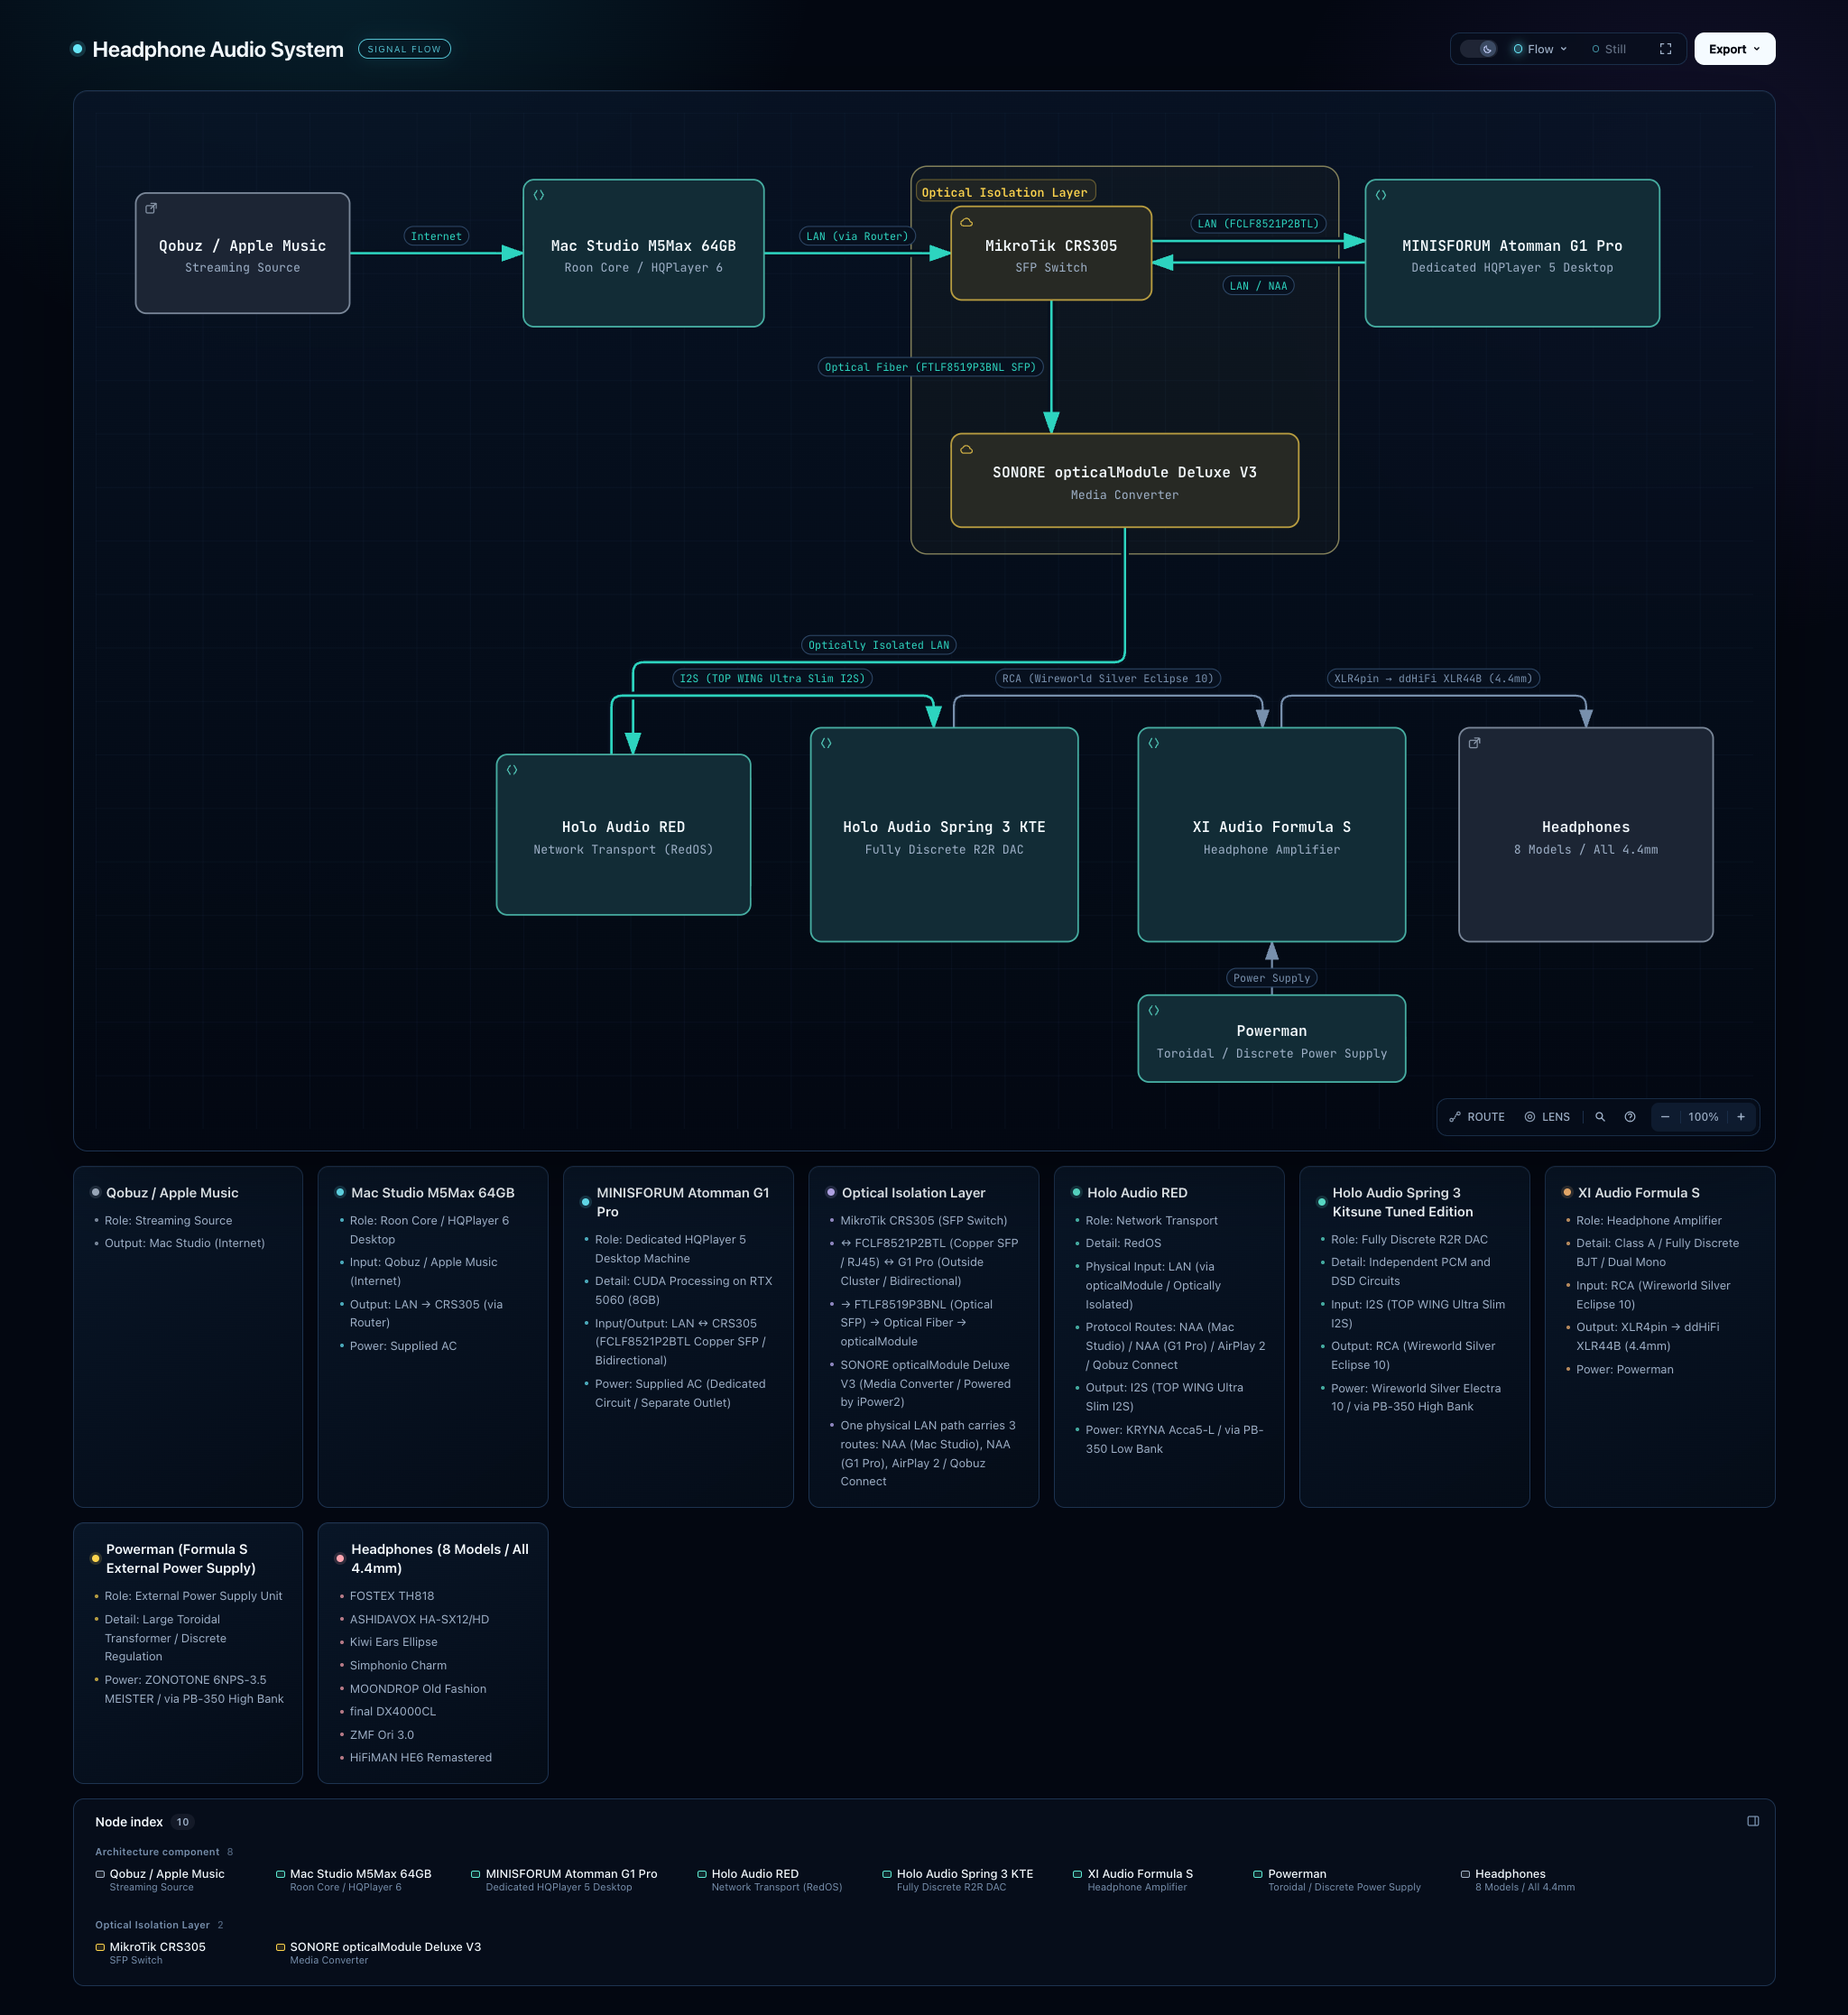 Headphone Audio System
SIGNAL FLOW
Flow
Still
Export
Qobuz / Apple Music
Streaming Source
Internet
Mac Studio M5Max 64GB
Roon Core / HQPlayer 6
LAN (via Router)
Optical Isolation Layer
MikroTik CRS305
SFP Switch
LAN (FCLF8521P2BTL)
LAN / NAA
MINISFORUM Atomman G1 Pro
Dedicated HQPlayer 5 Desktop
Optical Fiber (FTLF8519P3BNL SFP)
SONORE opticalModule Deluxe V3
Media Converter
Optically Isolated LAN
I2S (TOP WING Ultra Slim I2S)
RCA (Wireworld Silver Eclipse 10)
XLR4pin → ddHiFi XLR44B (4.4mm)
Holo Audio RED
Network Transport (RedOS)
Holo Audio Spring 3 KTE
Fully Discrete R2R DAC
XI Audio Formula S
Headphone Amplifier
Headphones
8 Models / All 4.4mm
Power Supply
Powerman
Toroidal / Discrete Power Supply
ROUTE
LENS
100%
Qobuz / Apple Music
Role: Streaming Source
Output: Mac Studio (Internet)
Mac Studio M5Max 64GB
Role: Roon Core / HQPlayer 6
Desktop
Input: Qobuz / Apple Music
(Internet)
Output: LAN → CRS305 (via
Router)
Power: Supplied AC
MINISFORUM Atomman G1
Pro
Role: Dedicated HQPlayer 5
Desktop Machine
Detail: CUDA Processing on RTX
5060 (8GB)
Input/Output: LAN ↔ CRS305
(FCLF8521P2BTL Copper SFP /
Bidirectional)
Power: Supplied AC (Dedicated
Circuit / Separate Outlet)
Optical Isolation Layer
MikroTik CRS305 (SFP Switch)
↔ FCLF8521P2BTL (Copper SFP
/ RJ45) ↔ G1 Pro (Outside
Cluster / Bidirectional)
→ FTLF8519P3BNL (Optical
SFP) → Optical Fiber →
opticalModule
SONORE opticalModule Deluxe
V3 (Media Converter / Powered
by iPower2)
One physical LAN path carries 3
routes: NAA (Mac Studio), NAA
(G1 Pro), AirPlay 2 / Qobuz
Connect
Holo Audio RED
Role: Network Transport
Detail: RedOS
Physical Input: LAN (via
opticalModule / Optically
Isolated)
Protocol Routes: NAA (Mac
Studio) / NAA (G1 Pro) / AirPlay 2
/ Qobuz Connect
Output: I2S (TOP WING Ultra
Slim I2S)
Power: KRYNA Acca5-L / via PB-
350 Low Bank
Holo Audio Spring 3
Kitsune Tuned Edition
Role: Fully Discrete R2R DAC
Detail: Independent PCM and
DSD Circuits
Input: I2S (TOP WING Ultra Slim
I2S)
Output: RCA (Wireworld Silver
Eclipse 10)
Power: Wireworld Silver Electra
10 / via PB-350 High Bank
XI Audio Formula S
Role: Headphone Amplifier
Detail: Class A / Fully Discrete
BJT / Dual Mono
Input: RCA (Wireworld Silver
Eclipse 10)
Output: XLR4pin → ddHiFi
XLR44B (4.4mm)
Power: Powerman
Powerman (Formula S
External Power Supply)
Role: External Power Supply Unit
Detail: Large Toroidal
Transformer / Discrete
Regulation
Power: ZONOTONE 6NPS-3.5
MEISTER / via PB-350 High Bank
Headphones (8 Models / All
4.4mm)
FOSTEX TH818
ASHIDAVOX HA-SX12/HD
Kiwi Ears Ellipse
Simphonio Charm
MOONDROP Old Fashion
final DX4000CL
ZMF Ori 3.0
HiFiMAN HE6 Remastered
Node index 10
Architecture component 8
Qobuz / Apple Music
Streaming Source
Mac Studio M5Max 64GB
Roon Core / HQPlayer 6
MINISFORUM Atomman G1 Pro
Dedicated HQPlayer 5 Desktop
Holo Audio RED
Network Transport (RedOS)
Holo Audio Spring 3 KTE
Fully Discrete R2R DAC
XI Audio Formula S
Headphone Amplifier
Powerman
Toroidal / Discrete Power Supply
Headphones
8 Models / All 4.4mm
Optical Isolation Layer 2
MikroTik CRS305
SFP Switch
SONORE opticalModule Deluxe V3
Media Converter